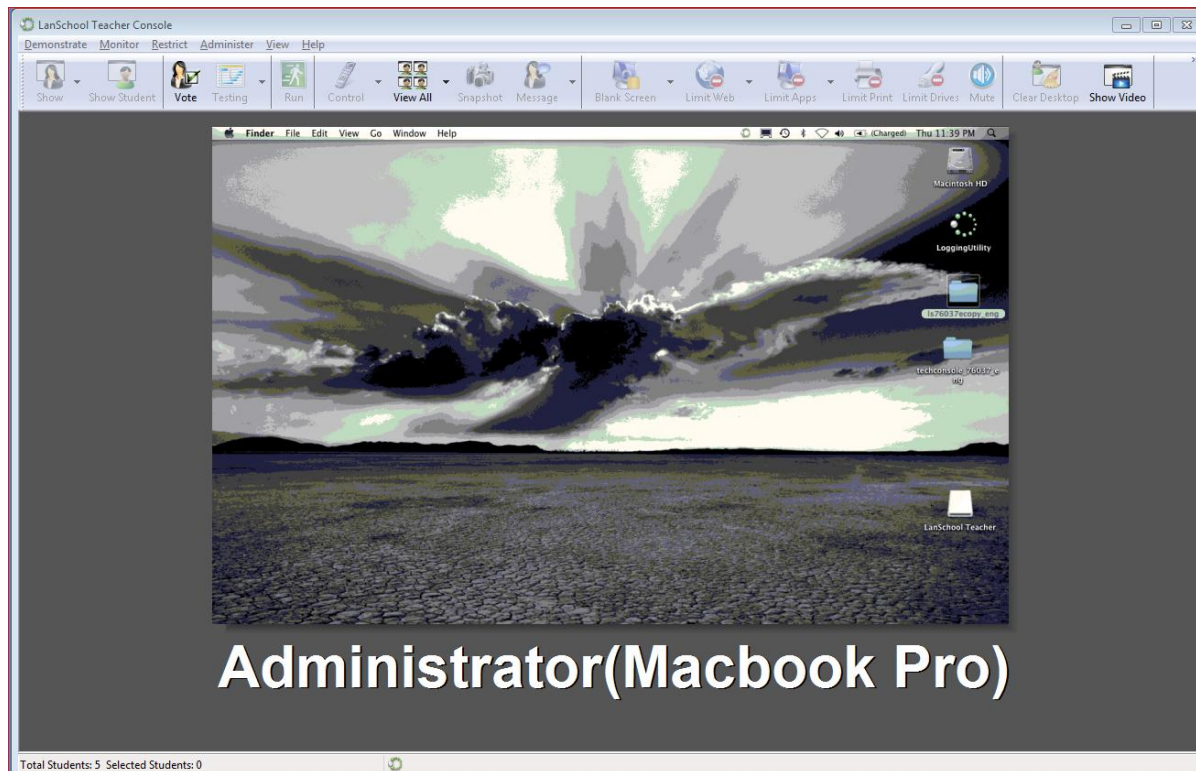 LanSchool Teacher Console
Demonstrate Monitor Restrict Administer View Help
Show Show Student Vote Testing Run Control View All Snapshot Message Blank Screen Limit Web Limit Apps Limit Print Limit Drives Mute Clear Desktop Show Video
Finder File Edit View Go Window Help (Charged) Thu 11:39 PM
Macintosh HD
LoggingUtility
ls76037ecopy_eng
techconsole_76037_e
ng
LanSchool Teacher
Administrator(Macbook Pro)
Total Students: 5 Selected Students: 0